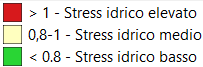 > 1 - Stress idrico elevato
0,8-1 - Stress idrico medio
< 0.8 - Stress idrico basso